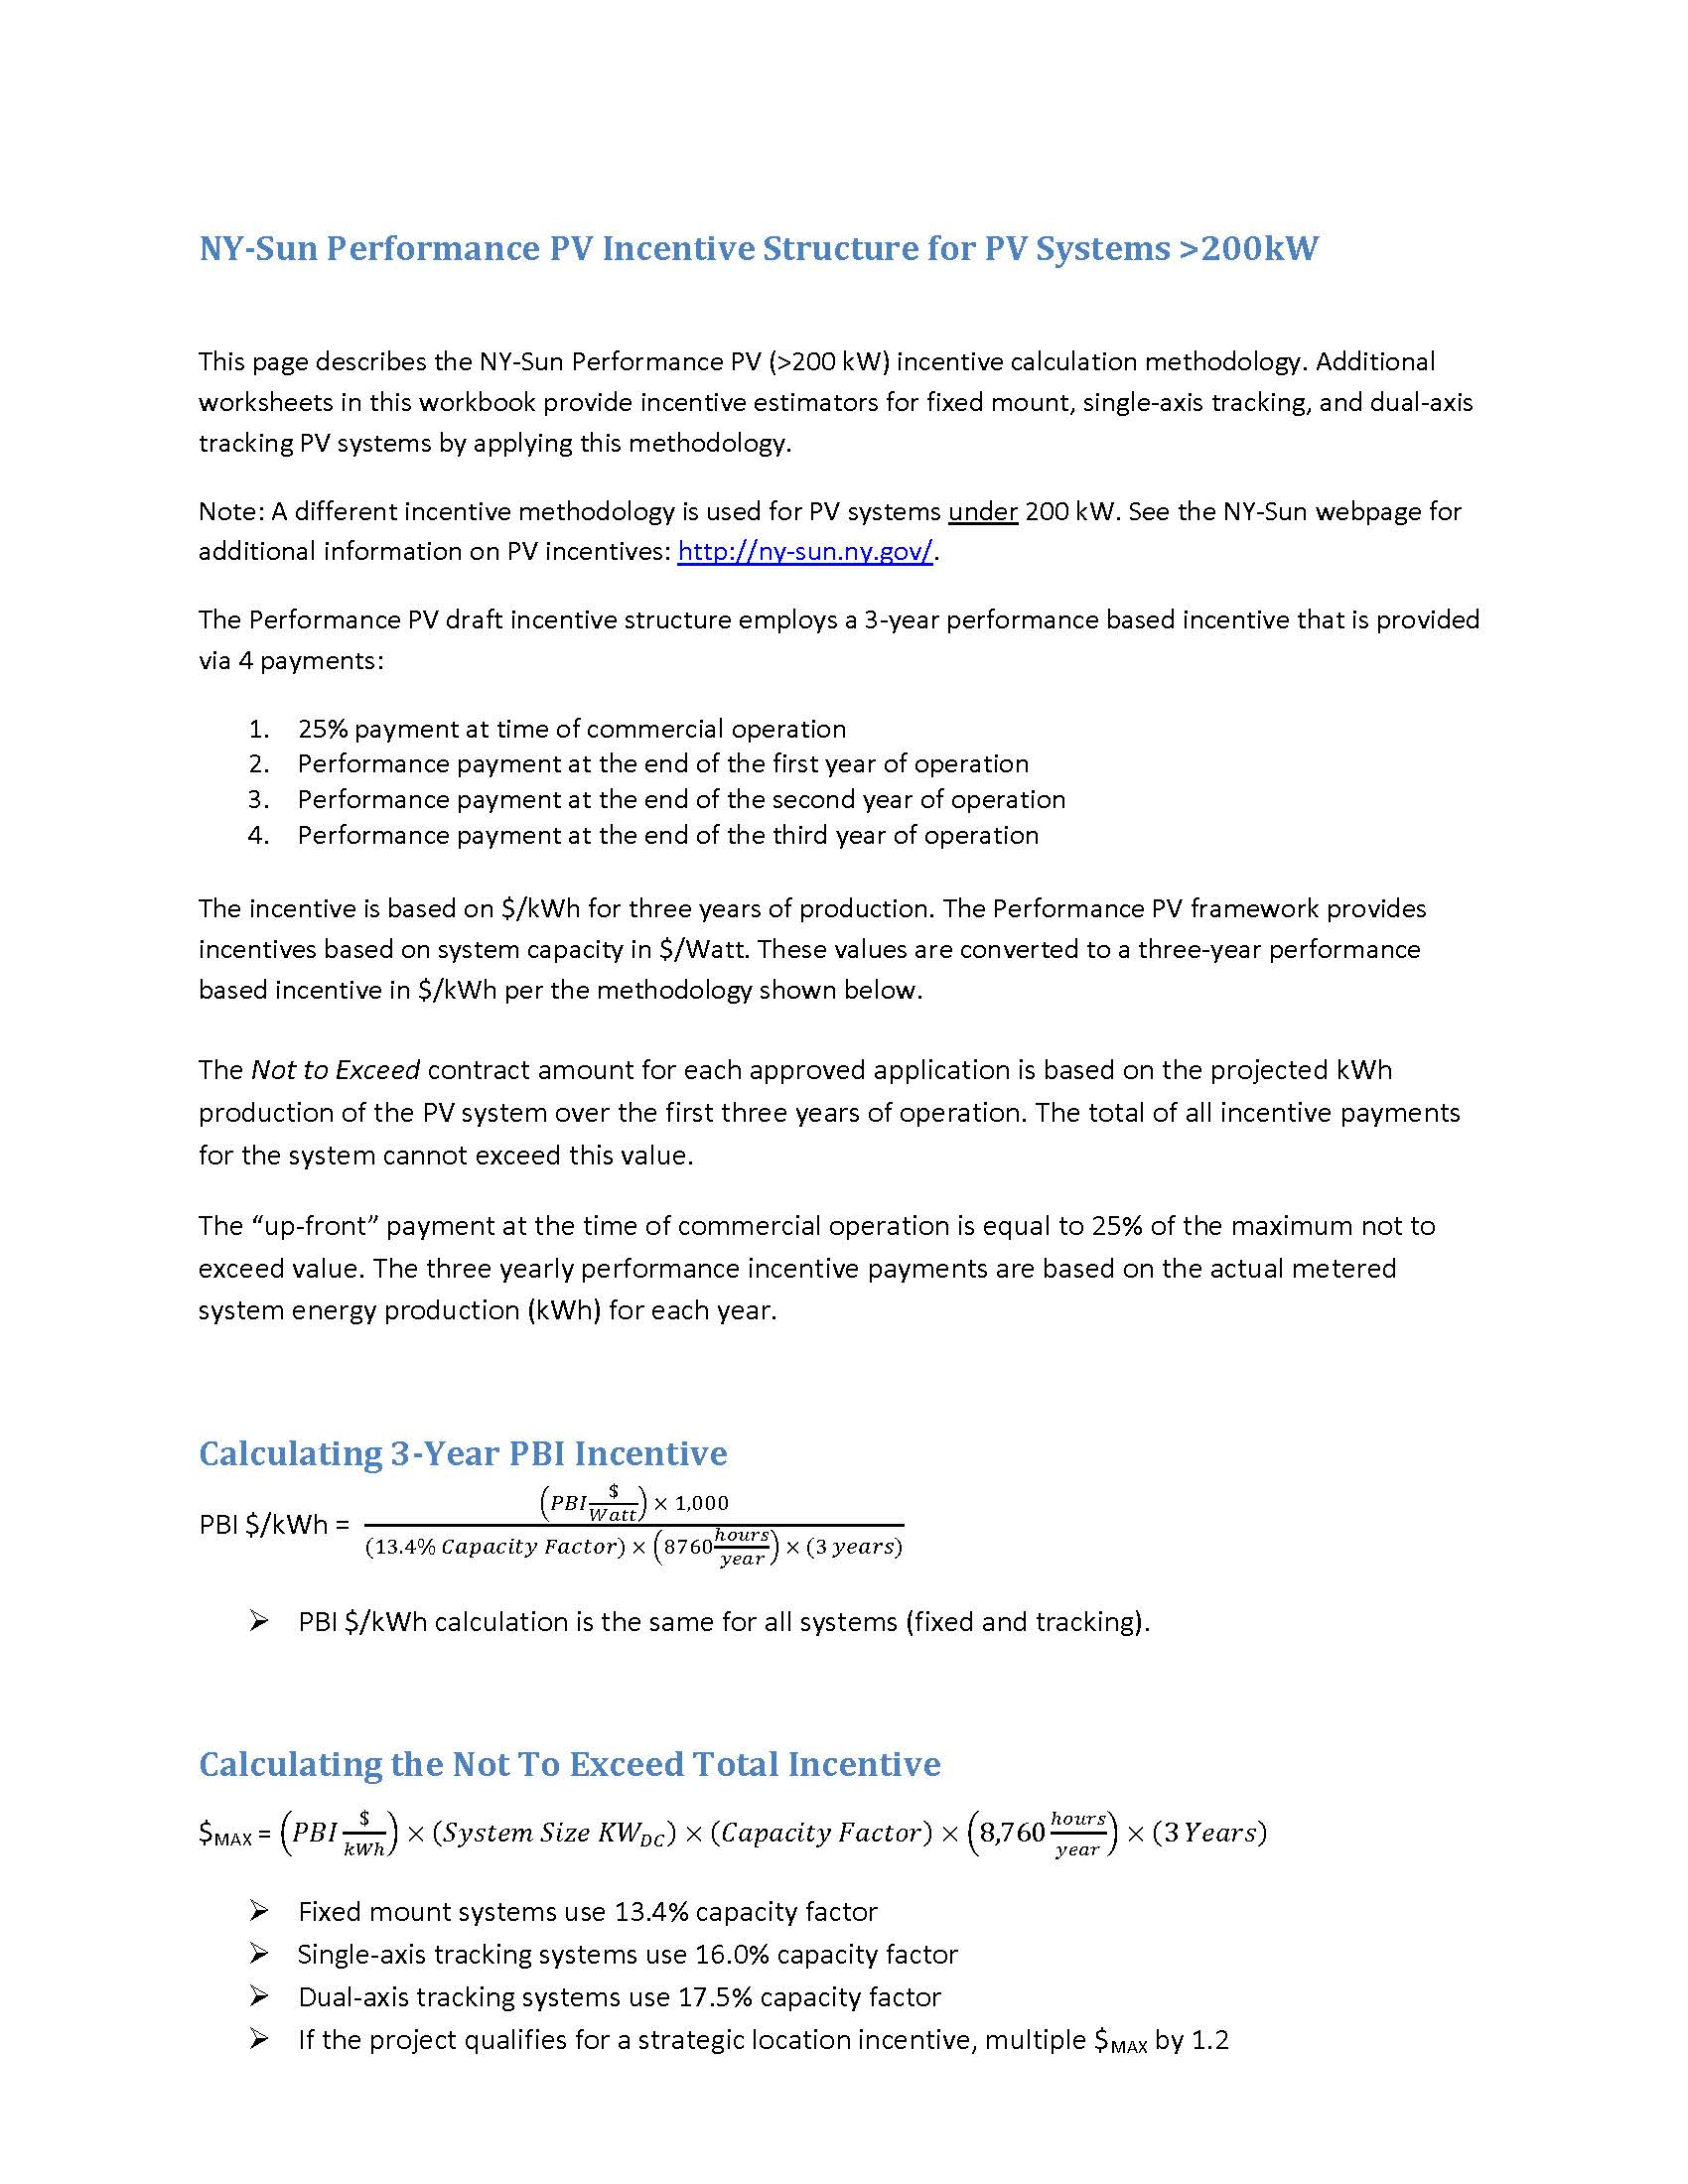 NY-Sun Performance PV Incentive Structure for PV Systems >200kW
This page describes the NY-Sun Performance PV (>200 kW) incentive calculation methodology. Additional
worksheets in this workbook provide incentive estimators for fixed mount, single-axis tracking, and dual-axis
tracking PV systems by applying this methodology.
Note: A different incentive methodology is used for PV systems under 200 kW. See the NY-Sun webpage for
additional information on PV incentives: http://ny-sun.ny.gov/.
The Performance PV draft incentive structure employs a 3-year performance based incentive that is provided
via 4 payments:
1. 25% payment at time of commercial operation
2. Performance payment at the end of the first year of operation
3. Performance payment at the end of the second year of operation
4. Performance payment at the end of the third year of operation
The incentive is based on $/kWh for three years of production. The Performance PV framework provides
incentives based on system capacity in $/Watt. These values are converted to a three-year performance
based incentive in $/kWh per the methodology shown below.
The Not to Exceed contract amount for each approved application is based on the projected kWh
production of the PV system over the first three years of operation. The total of all incentive payments
for the system cannot exceed this value.
The “up-front” payment at the time of commercial operation is equal to 25% of the maximum not to
exceed value. The three yearly performance incentive payments are based on the actual metered
system energy production (kWh) for each year.
Calculating 3-Year PBI Incentive
PBI $/kWh = (PBI $/Watt) × 1,000
(13.4% Capacity Factor) × (8760 hours/year) × (3 years)
➢ PBI $/kWh calculation is the same for all systems (fixed and tracking).
Calculating the Not To Exceed Total Incentive
$MAX = (PBI $/kWh) × (System Size KWDC) × (Capacity Factor) × (8,760 hours/year) × (3 Years)
➢ Fixed mount systems use 13.4% capacity factor
➢ Single-axis tracking systems use 16.0% capacity factor
➢ Dual-axis tracking systems use 17.5% capacity factor
➢ If the project qualifies for a strategic location incentive, multiple $MAX by 1.2